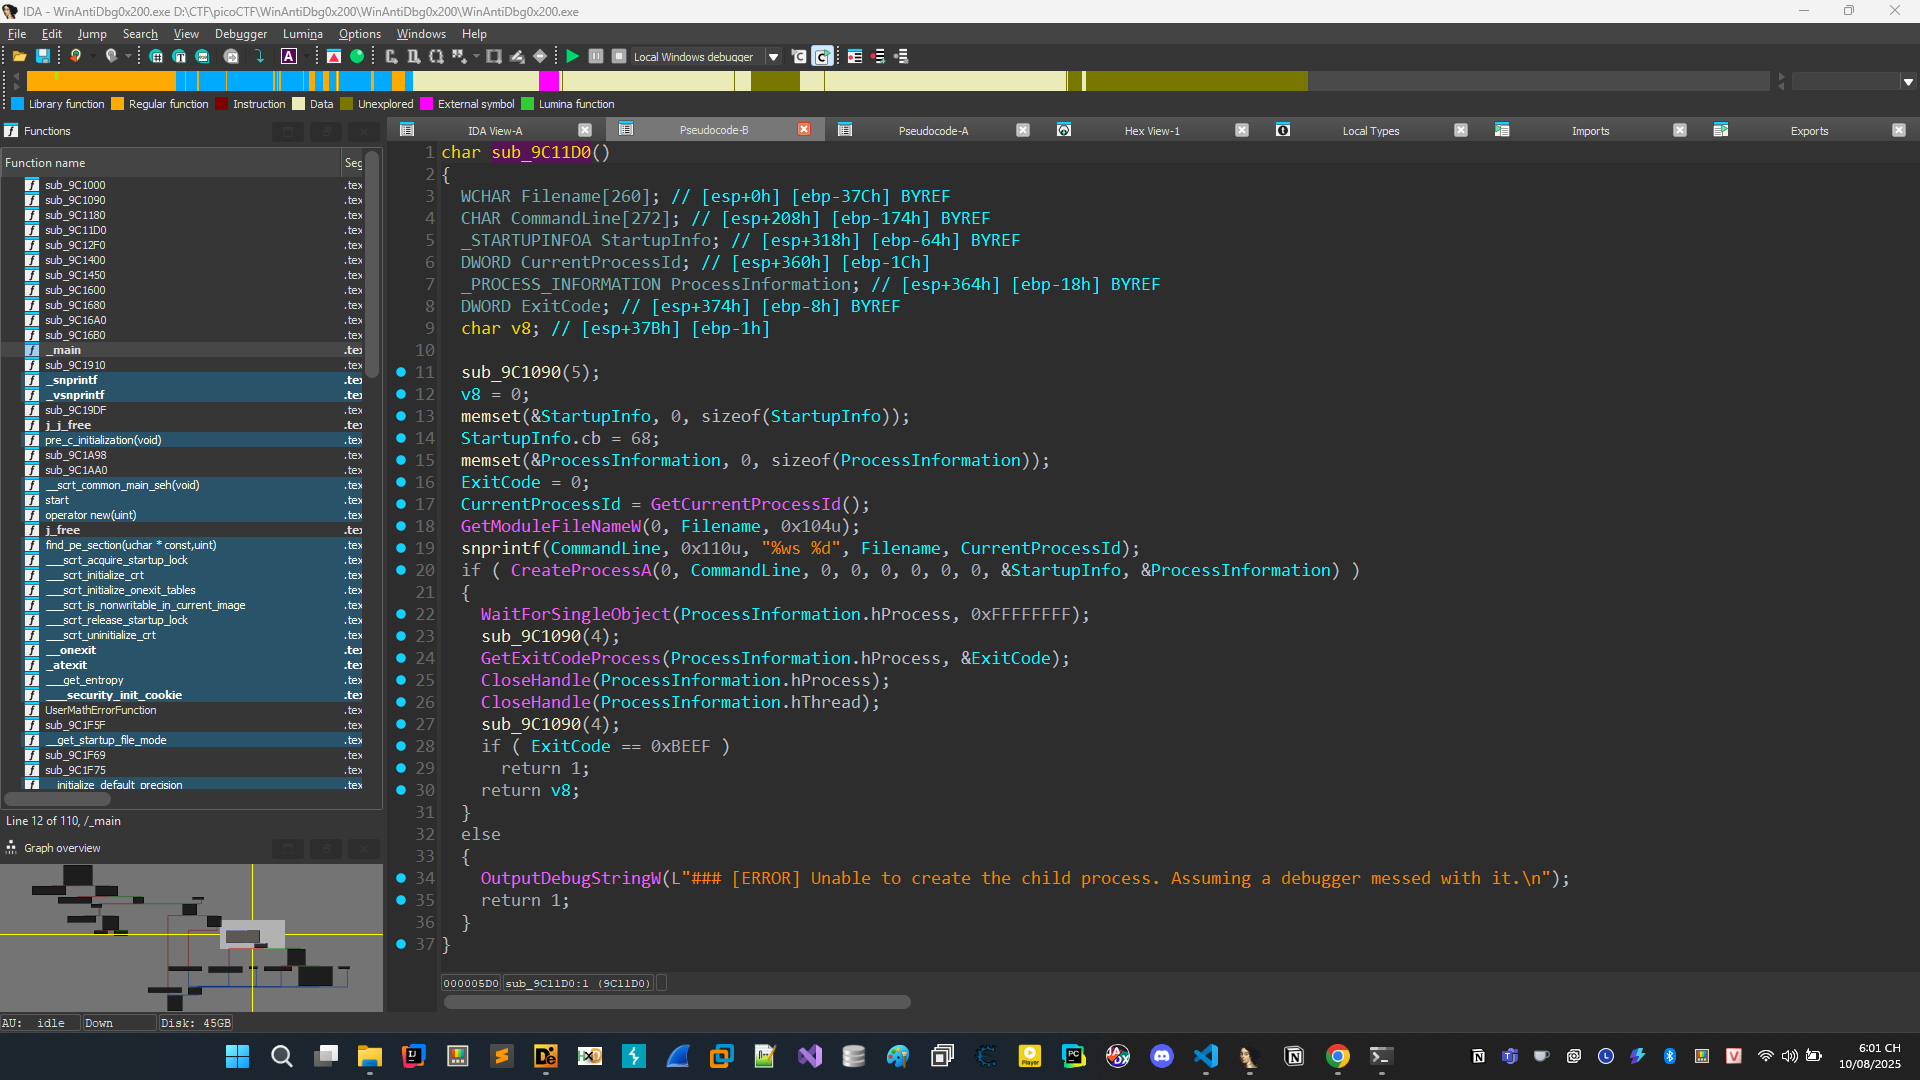 IDA - WinAntiDbg0x200.exe D:\CTF\picoCTF\WinAntiDbg0x200\WinAntiDbg0x200\WinAntiDbg0x200.exe
File Edit Jump Search View Debugger Lumina Options Windows Help
Local Windows debugger
Library function Regular function Instruction Data Unexplored External symbol Lumina function
Functions
Function name Seg
sub_9C1000 .tex
sub_9C1090 .tex
sub_9C1180 .tex
sub_9C11D0 .tex
sub_9C12F0 .tex
sub_9C1400 .tex
sub_9C1450 .tex
sub_9C1600 .tex
sub_9C1680 .tex
sub_9C16A0 .tex
sub_9C16B0 .tex
_main .tex
sub_9C1910 .tex
_snprintf .tex
_vsnprintf .tex
sub_9C19DF .tex
j_j_free .tex
pre_c_initialization(void) .tex
sub_9C1A98 .tex
sub_9C1AA0 .tex
__scrt_common_main_seh(void) .tex
start .tex
operator new(uint) .tex
j_free .tex
find_pe_section(uchar * const,uint) .tex
___scrt_acquire_startup_lock .tex
___scrt_initialize_crt .tex
___scrt_initialize_onexit_tables .tex
___scrt_is_nonwritable_in_current_image .tex
___scrt_release_startup_lock .tex
___scrt_uninitialize_crt .tex
__onexit .tex
_atexit .tex
___get_entropy .tex
___security_init_cookie .tex
UserMathErrorFunction .tex
sub_9C1F5F .tex
__get_startup_file_mode .tex
sub_9C1F69 .tex
sub_9C1F75 .tex
initialize_default_precision .tex
Line 12 of 110, /_main
Graph overview
IDA View-A Pseudocode-B Pseudocode-A Hex View-1 Local Types Imports Exports
1 char sub_9C11D0()
2 {
3 WCHAR Filename[260]; // [esp+0h] [ebp-37Ch] BYREF
4 CHAR CommandLine[272]; // [esp+208h] [ebp-174h] BYREF
5 _STARTUPINFOA StartupInfo; // [esp+318h] [ebp-64h] BYREF
6 DWORD CurrentProcessId; // [esp+360h] [ebp-1Ch]
7 _PROCESS_INFORMATION ProcessInformation; // [esp+364h] [ebp-18h] BYREF
8 DWORD ExitCode; // [esp+374h] [ebp-8h] BYREF
9 char v8; // [esp+37Bh] [ebp-1h]
10
11 sub_9C1090(5);
12 v8 = 0;
13 memset(&StartupInfo, 0, sizeof(StartupInfo));
14 StartupInfo.cb = 68;
15 memset(&ProcessInformation, 0, sizeof(ProcessInformation));
16 ExitCode = 0;
17 CurrentProcessId = GetCurrentProcessId();
18 GetModuleFileNameW(0, Filename, 0x104u);
19 snprintf(CommandLine, 0x110u, "%ws %d", Filename, CurrentProcessId);
20 if ( CreateProcessA(0, CommandLine, 0, 0, 0, 0, 0, 0, &StartupInfo, &ProcessInformation) )
21 {
22 WaitForSingleObject(ProcessInformation.hProcess, 0xFFFFFFFF);
23 sub_9C1090(4);
24 GetExitCodeProcess(ProcessInformation.hProcess, &ExitCode);
25 CloseHandle(ProcessInformation.hProcess);
26 CloseHandle(ProcessInformation.hThread);
27 sub_9C1090(4);
28 if ( ExitCode == 0xBEEF )
29 return 1;
30 return v8;
31 }
32 else
33 {
34 OutputDebugStringW(L"### [ERROR] Unable to create the child process. Assuming a debugger messed with it.\n");
35 return 1;
36 }
37 }
000005D0 sub_9C11D0:1 (9C11D0)
AU: idle Down Disk: 45GB
6:01 CH
10/08/2025